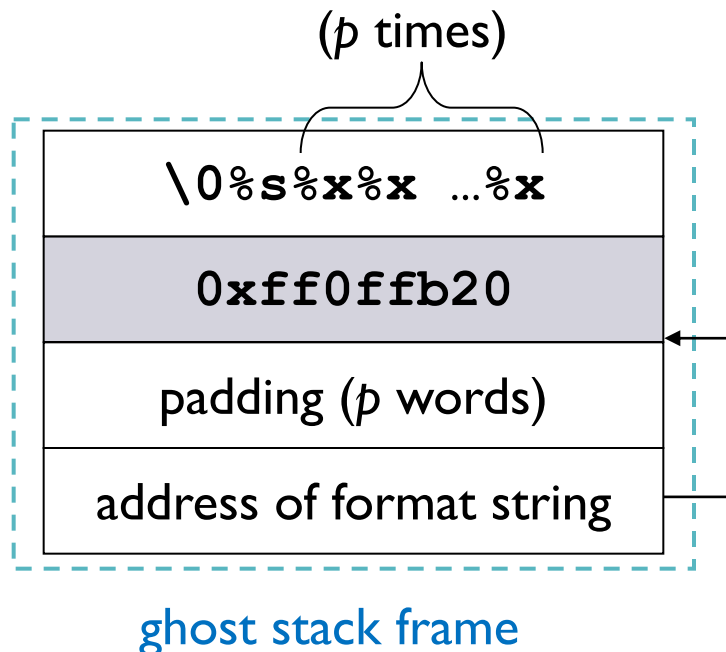 (p times)
\0%s%x%x …%x
0xff0ffb20
padding (p words)
address of format string
ghost stack frame